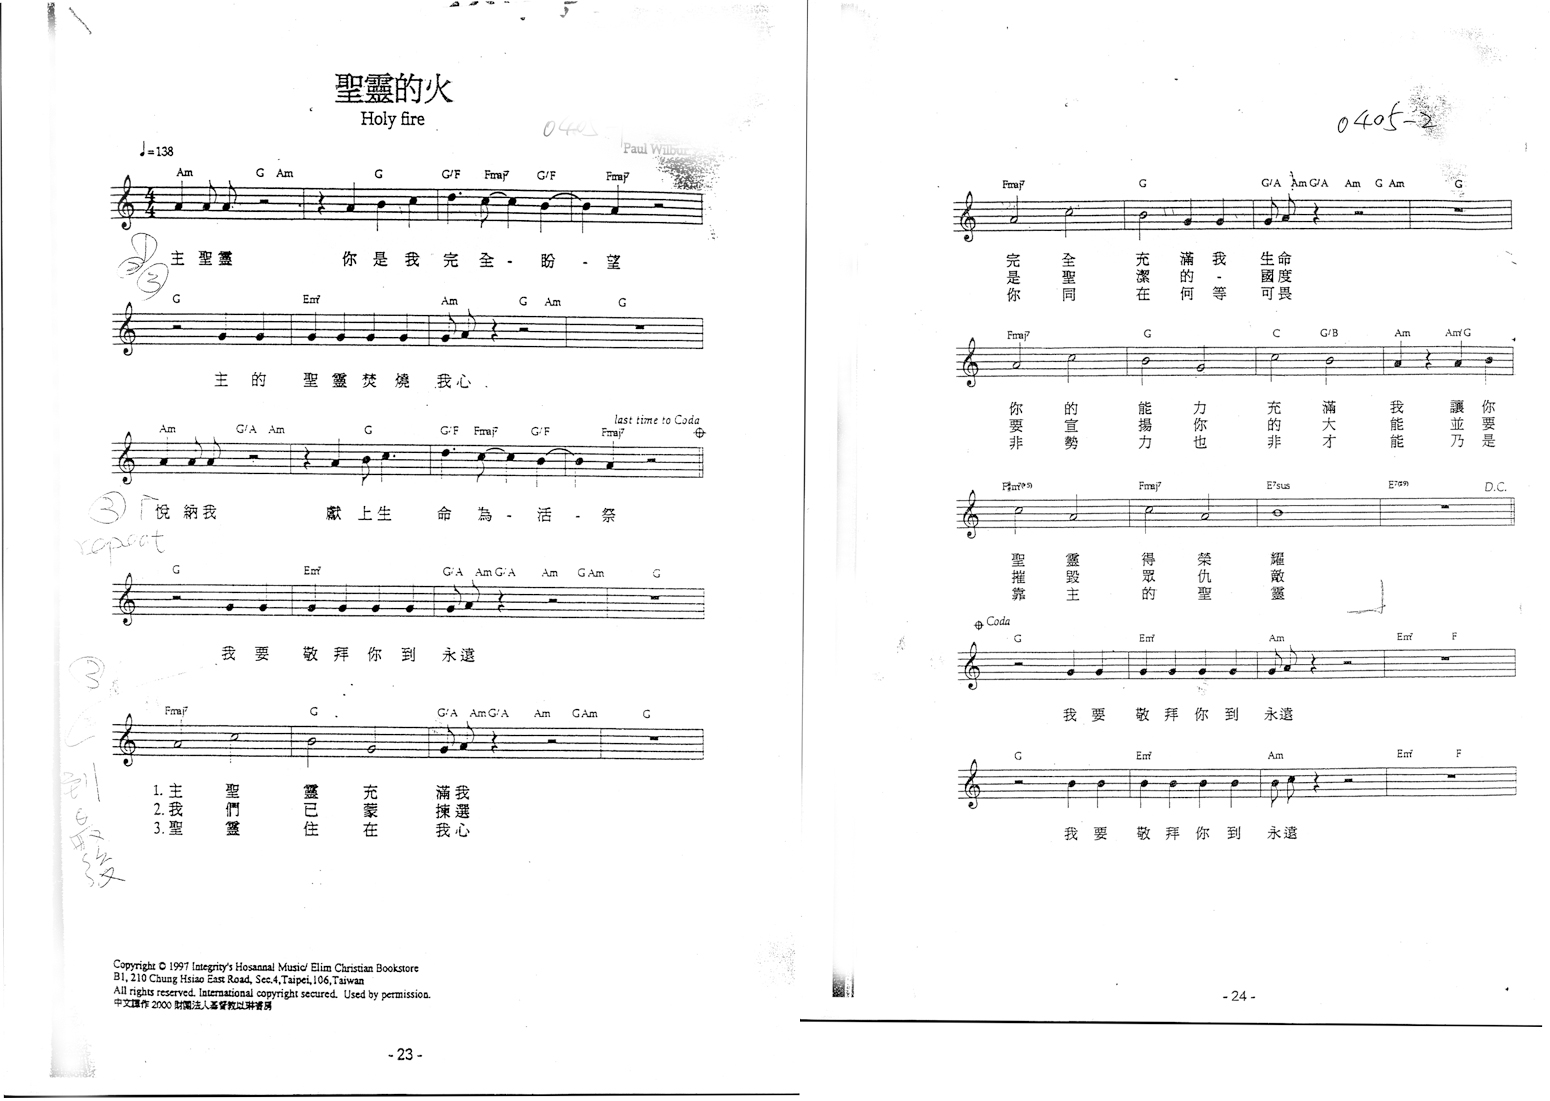 聖靈的火
Holy fire
0405
Paul Wilbur
♩=138
Am G Am G G/F Fmaj7 G/F Fmaj7
主 聖 靈 你 是 我 完 全 - 盼 - 望
② ③
G Em7 Am G Am G
主 的 聖 靈 焚 燒 我 心
last time to Coda
Am G/A Am G G/F Fmaj7 G/F Fmaj7
③ 悅 納 我 獻 上 生 命 為 - 活 - 祭
repeat
G Em7 G/A Am G/A Am G Am G
我 要 敬 拜 你 到 永 遠
③
Fmaj7 G G/A Am G/A Am G Am G
1. 主 聖 靈 充 滿 我
2. 我 們 已 蒙 揀 選
3. 聖 靈 住 在 我 心
到最後
Copyright © 1997 Integrity's Hosanna! Music/ Elim Christian Bookstore
B1, 210 Chung Hsiao East Road, Sec.4,Taipei,106,Taiwan
All rights reserved. International copyright secured. Used by permission.
中文譯作 2000 財團法人基督教以琳書房
- 23 -
0405-2
Fmaj7 G G/A Am G/A Am G Am G
完 全 充 滿 我 生 命
是 聖 潔 的 - 國 度
你 同 在 何 等 可 畏
Fmaj7 G C G/B Am Am/G
你 的 能 力 充 滿 我 讓 你
要 宣 揚 你 的 大 能 並 要
非 勢 力 也 非 才 能 乃 是
F#m7(♭5) Fmaj7 E7sus E7(♭9) D.C.
聖 靈 得 榮 耀
摧 毀 眾 仇 敵
靠 主 的 聖 靈
Coda
G Em7 Am Em7 F
我 要 敬 拜 你 到 永 遠
G Em7 Am Em7 F
我 要 敬 拜 你 到 永 遠
- 24 -